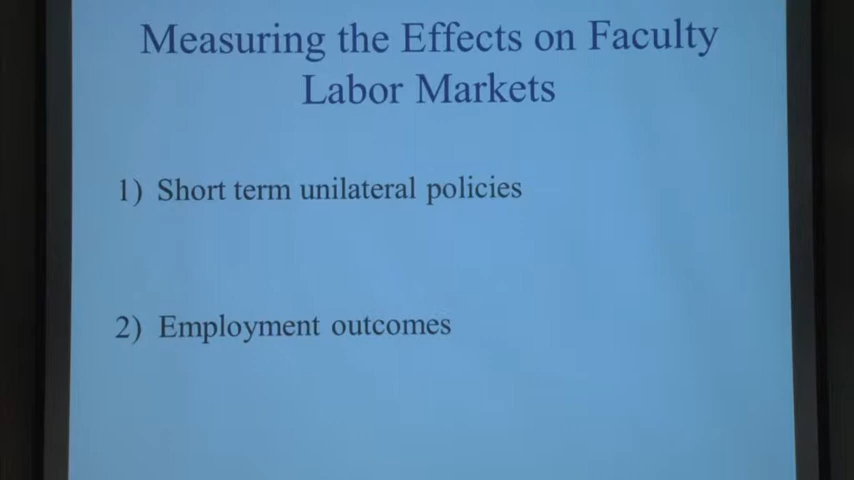 Measuring the Effects on Faculty
Labor Markets
1) Short term unilateral policies
2) Employment outcomes